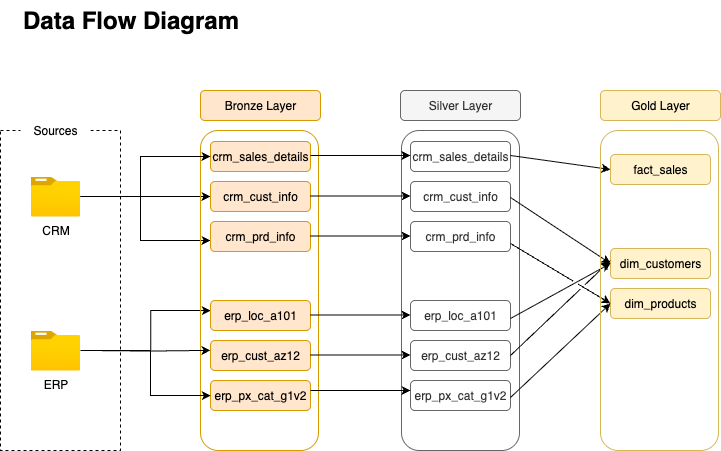 Data Flow Diagram
Bronze Layer
Silver Layer
Gold Layer
Sources
crm_sales_details
crm_sales_details
fact_sales
crm_cust_info
crm_cust_info
CRM
crm_prd_info
crm_prd_info
dim_customers
dim_products
erp_loc_a101
erp_loc_a101
erp_cust_az12
erp_cust_az12
ERP
erp_px_cat_g1v2
erp_px_cat_g1v2